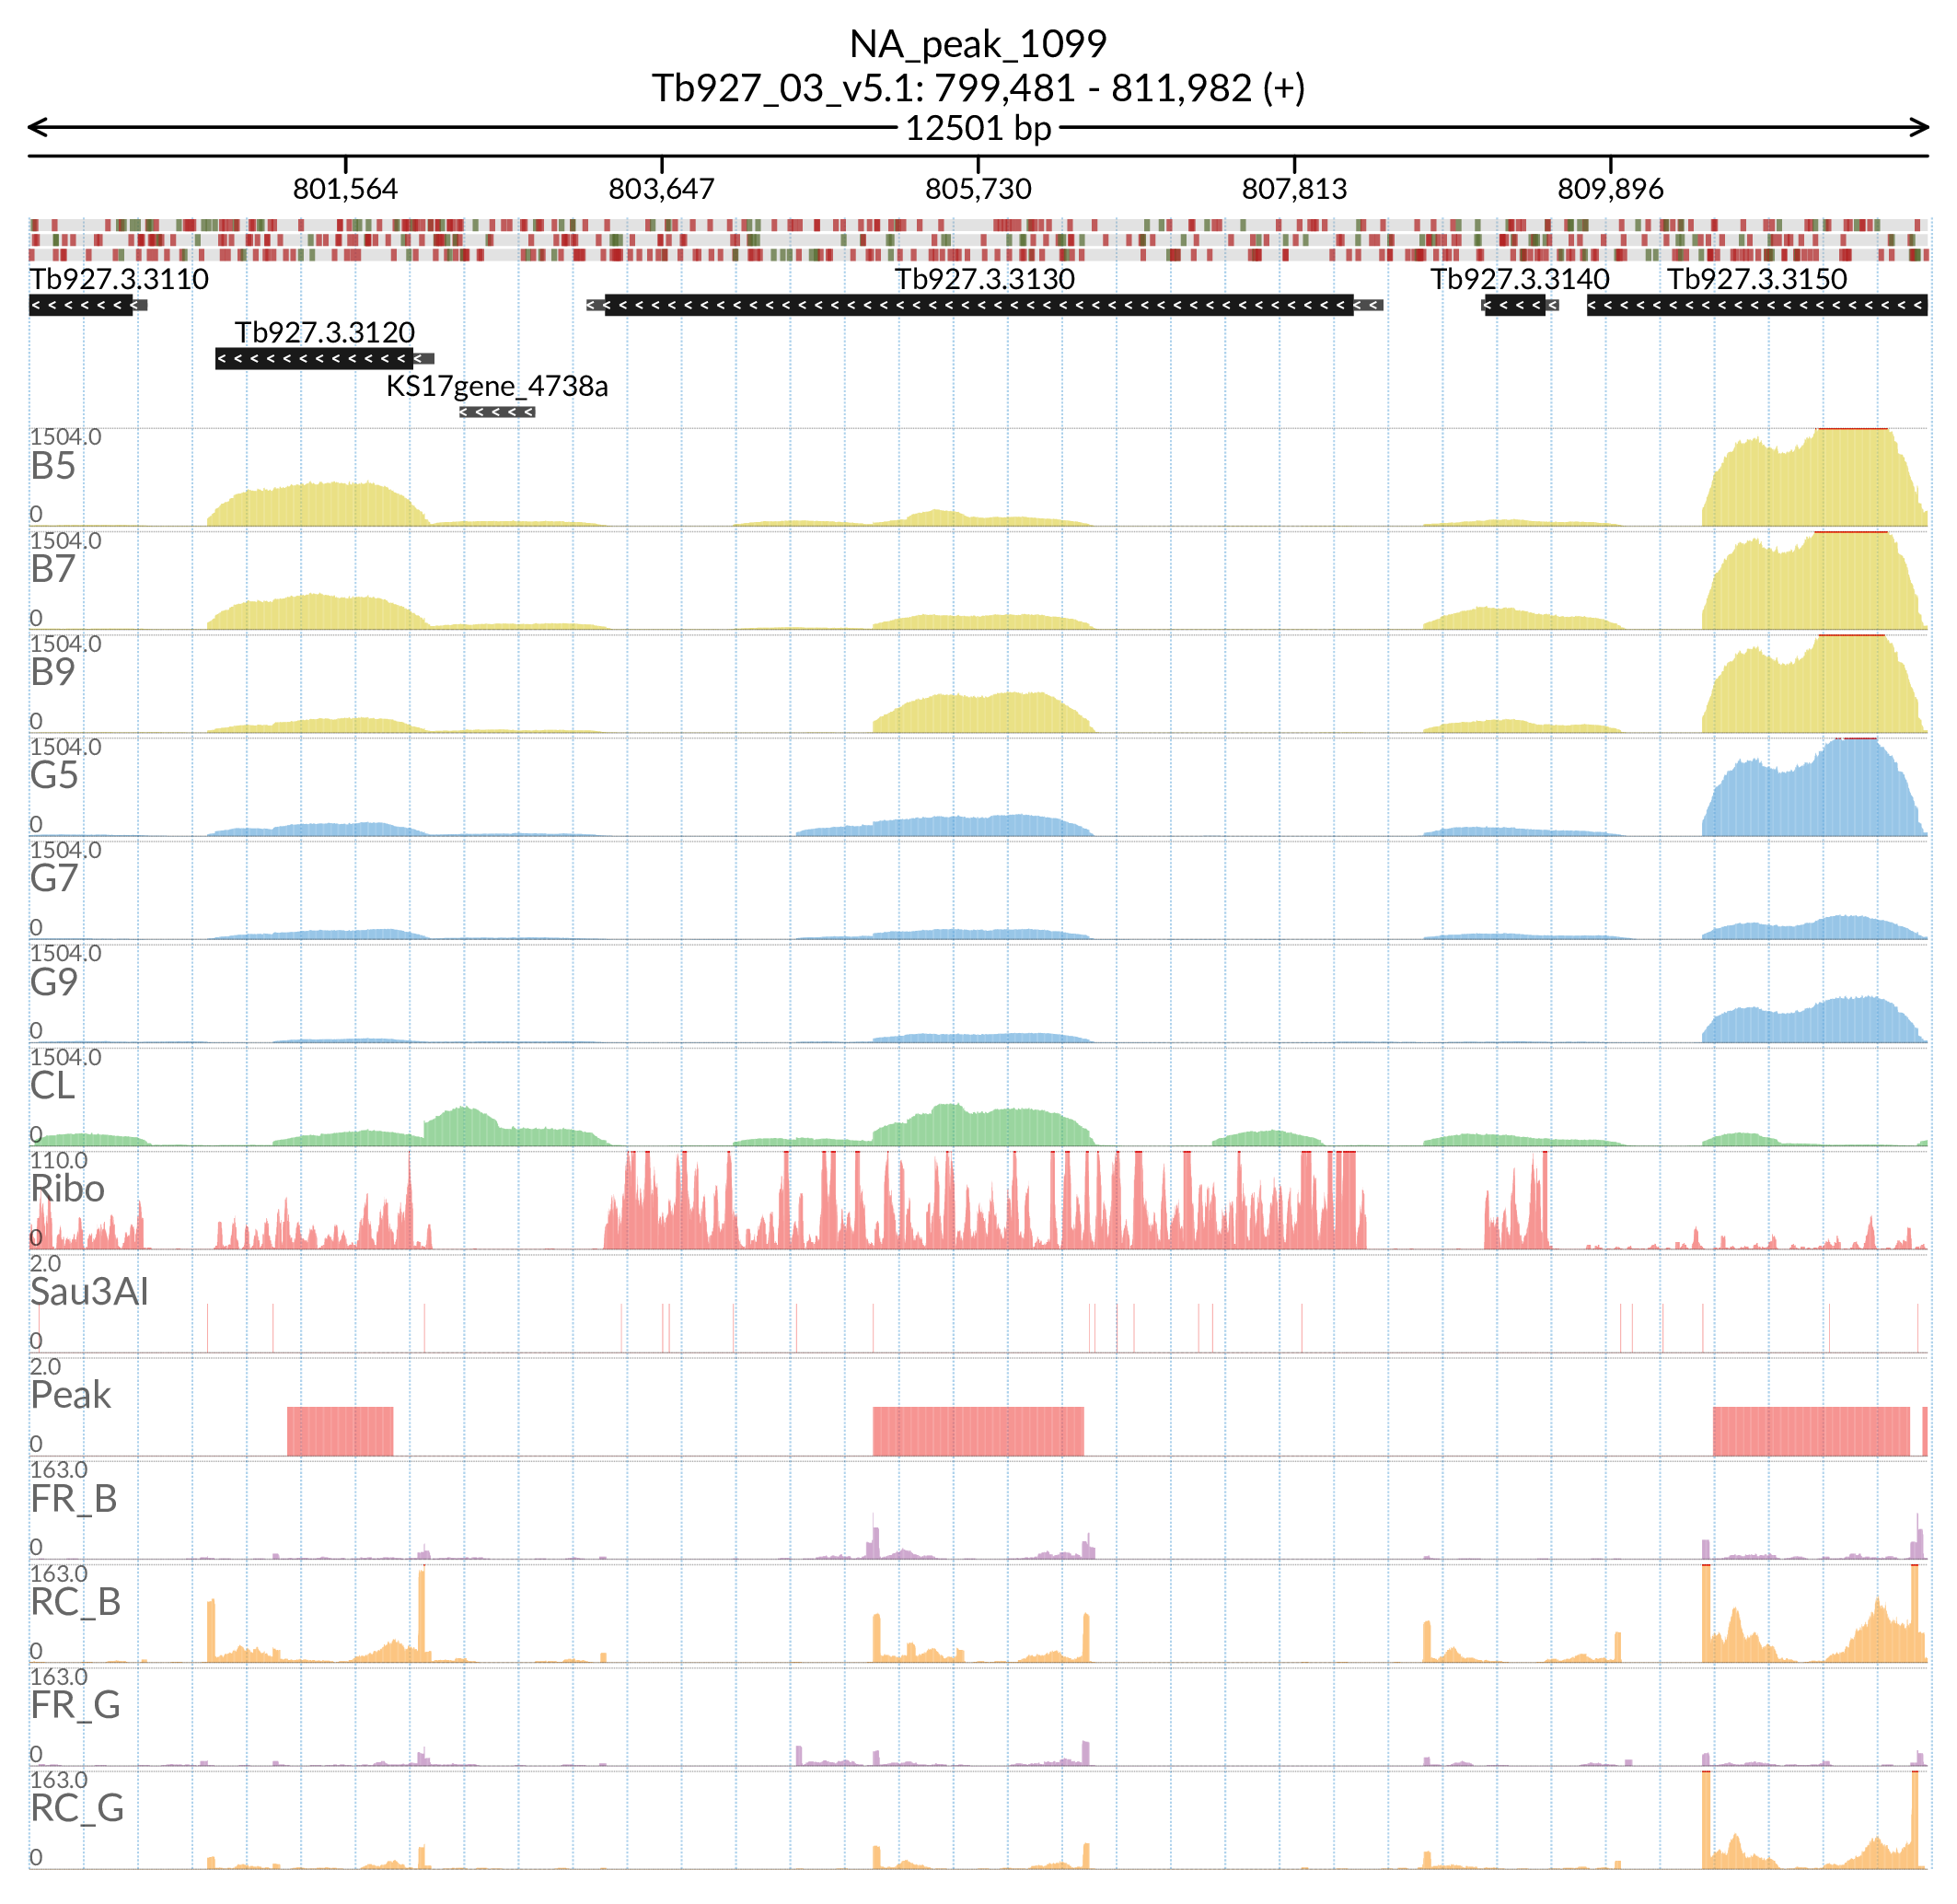 NA_peak_1099
Tb927_03_v5.1: 799,481 - 811,982 (+)
12501 bp
801,564 803,647 805,730 807,813 809,896
Tb927.3.3110 Tb927.3.3130 Tb927.3.3140 Tb927.3.3150
Tb927.3.3120
KS17gene_4738a
1504.0
B5
0
1504.0
B7
0
1504.0
B9
0
1504.0
G5
0
1504.0
G7
0
1504.0
G9
0
1504.0
CL
0
110.0
Ribo
0
2.0
Sau3AI
0
2.0
Peak
0
163.0
FR_B
0
163.0
RC_B
0
163.0
FR_G
0
163.0
RC_G
0